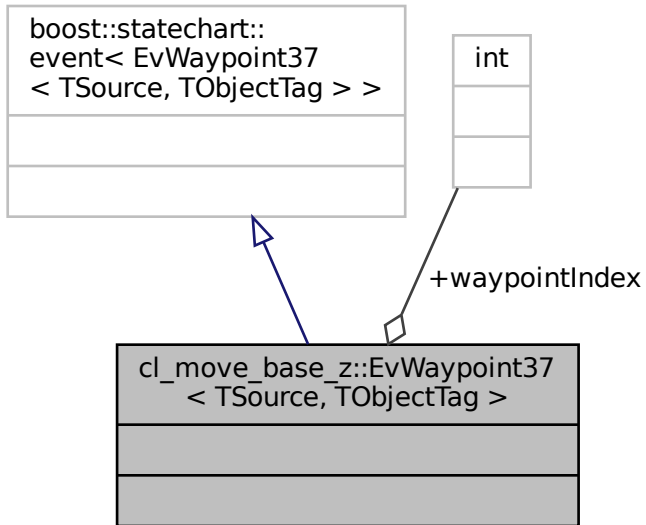 boost::statechart::
event< EvWaypoint37
< TSource, TObjectTag > >
int
+waypointIndex
cl_move_base_z::EvWaypoint37
< TSource, TObjectTag >